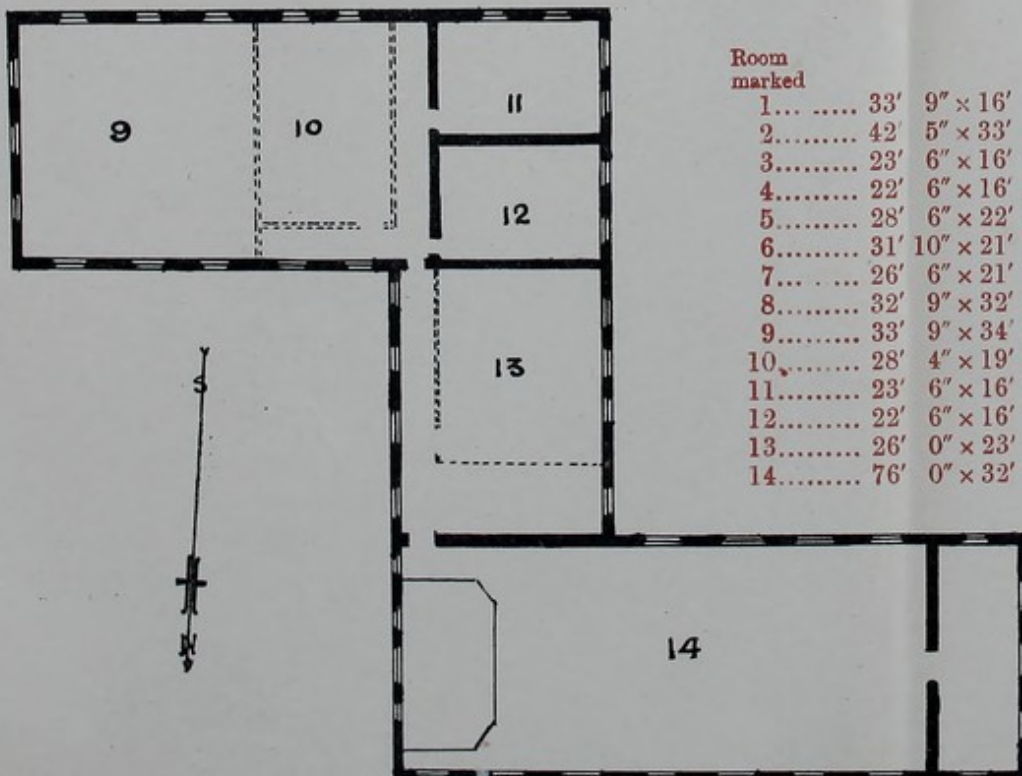 9
10
11
12
13
14
S
N
Room
marked
1... ...... 33′ 9″ × 16′
2......... 42′ 5″ × 33′
3......... 23′ 6″ × 16′
4......... 22′ 6″ × 16′
5......... 28′ 6″ × 22′
6......... 31′ 10″ × 21′
7... ..... 26′ 6″ × 21′
8......... 32′ 9″ × 32′
9......... 33′ 9″ × 34′
10......... 28′ 4″ × 19′
11......... 23′ 6″ × 16′
12......... 22′ 6″ × 16′
13......... 26′ 0″ × 23′
14......... 76′ 0″ × 32′